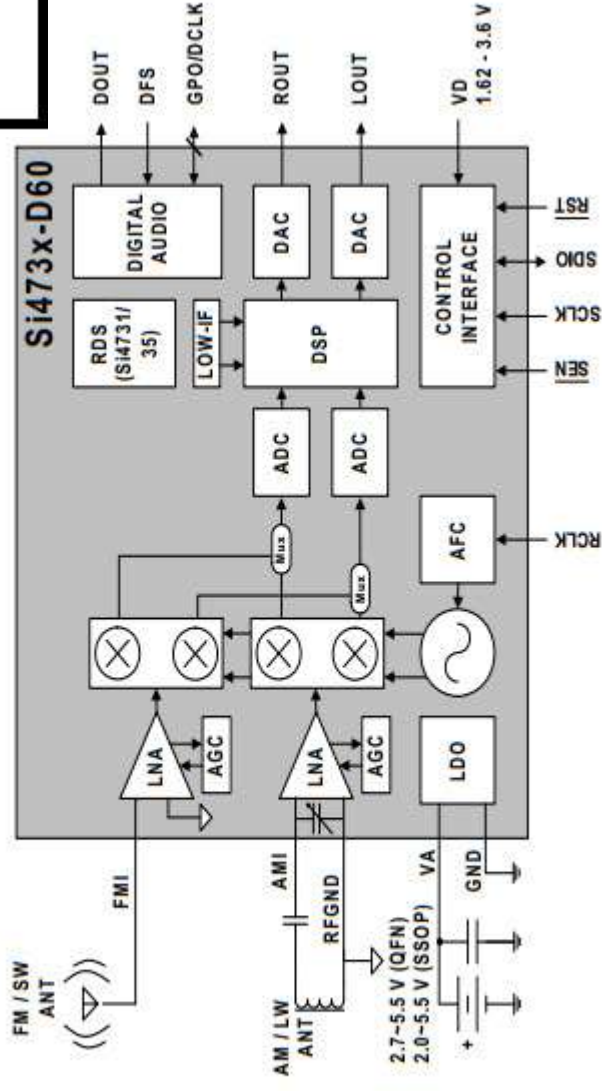 Si473x-D60
FM / SW
ANT
FMI
LNA
AGC
RDS
(Si4731/
35)
DIGITAL
AUDIO
DOUT
DFS
GPO/DCLK
LOW-IF
Mux
ADC
DSP
DAC
ROUT
AM / LW
ANT
AMI
RFGND
LNA
AGC
Mux
ADC
DAC
LOUT
2.7~5.5 V (QFN)
2.0~5.5 V (SSOP)
+
VA
GND
LDO
AFC
CONTROL
INTERFACE
VD
1.62 - 3.6 V
RCLK
SEN
SCLK
SDIO
RST